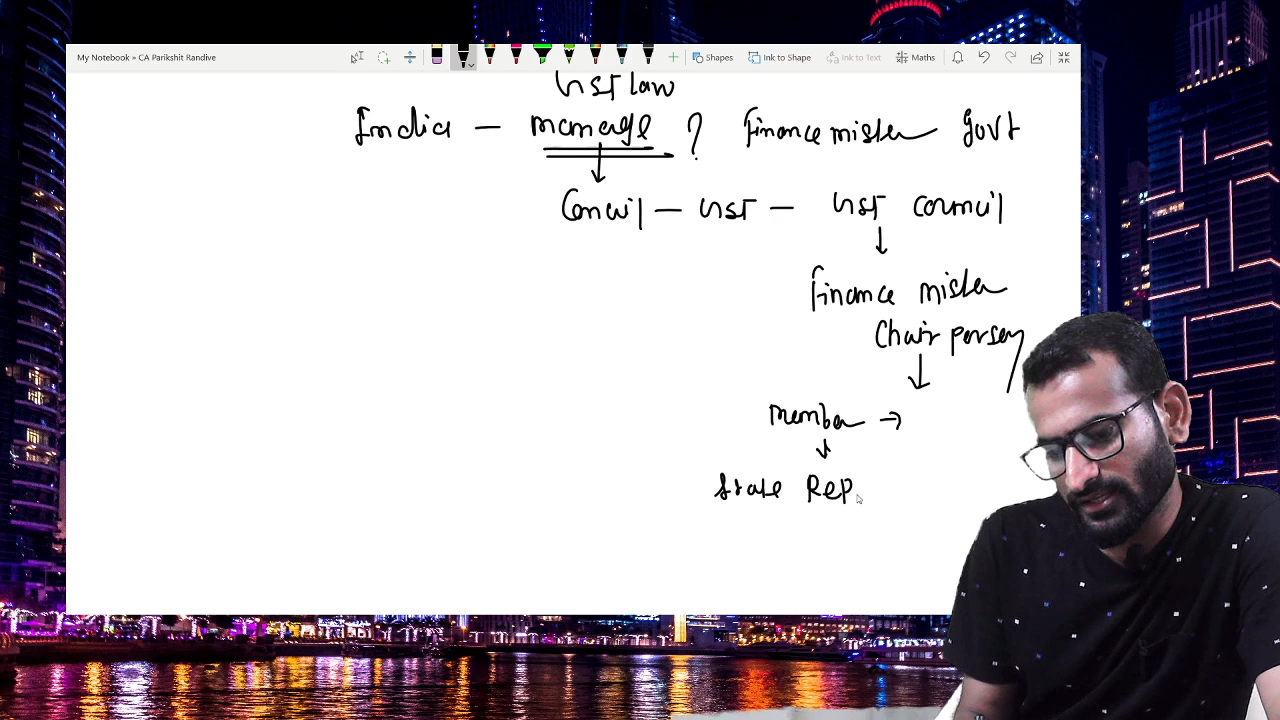 My Notebook » CA Parikshit Randive
Shapes Ink to Shape Ink to Text Maths
GST law
India — manage ? Finance mister Govt
Concil — GST — GST council
Finance mister
Chair person
member →
State Rep